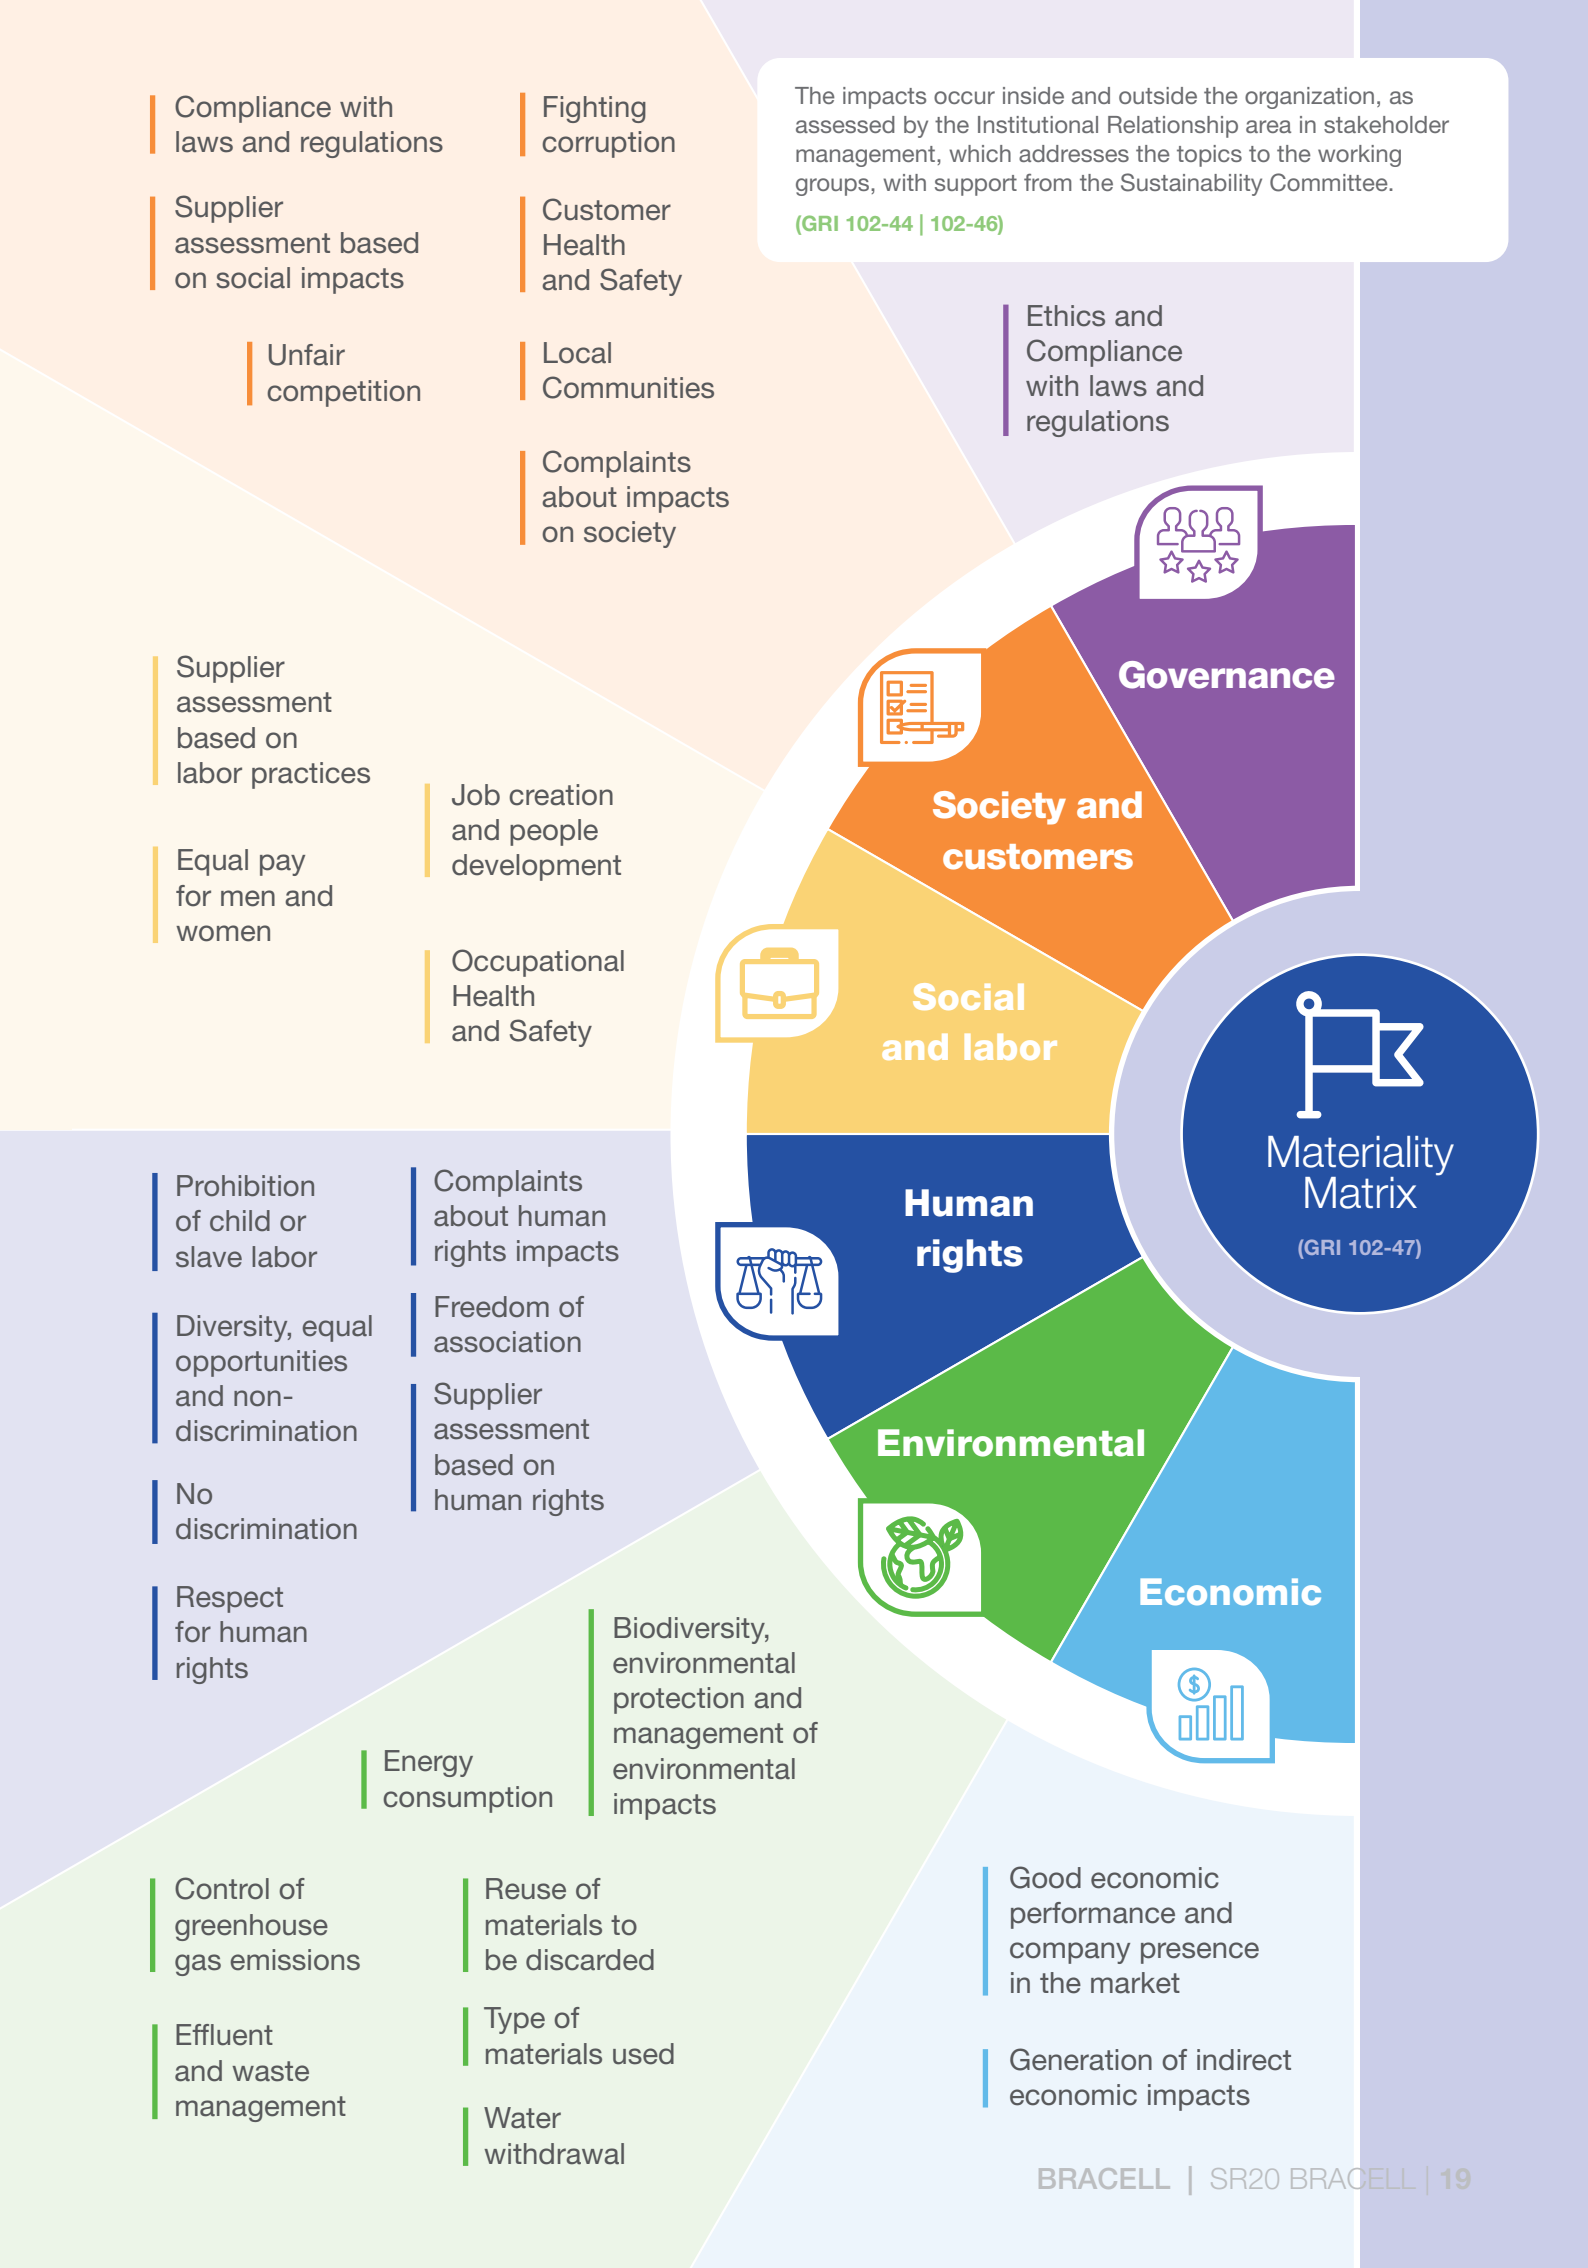 The impacts occur inside and outside the organization, as
assessed by the Institutional Relationship area in stakeholder
management, which addresses the topics to the working
groups, with support from the Sustainability Committee.
(GRI 102-44 | 102-46)
Compliance with
laws and regulations
Supplier
assessment based
on social impacts
Unfair
competition
Fighting
corruption
Customer
Health
and Safety
Local
Communities
Complaints
about impacts
on society
Ethics and
Compliance
with laws and
regulations
Governance
Society and
customers
Supplier
assessment
based on
labor practices
Equal pay
for men and
women
Job creation
and people
development
Occupational
Health
and Safety
Social
and labor
Materiality
Matrix
(GRI 102-47)
Human
rights
Prohibition
of child or
slave labor
Diversity, equal
opportunities
and non-
discrimination
No
discrimination
Respect
for human
rights
Complaints
about human
rights impacts
Freedom of
association
Supplier
assessment
based on
human rights
Environmental
Economic
$
Energy
consumption
Biodiversity,
environmental
protection and
management of
environmental
impacts
Control of
greenhouse
gas emissions
Effluent
and waste
management
Reuse of
materials to
be discarded
Type of
materials used
Water
withdrawal
Good economic
performance and
company presence
in the market
Generation of indirect
economic impacts
BRACELL | SR20 BRACELL | 19